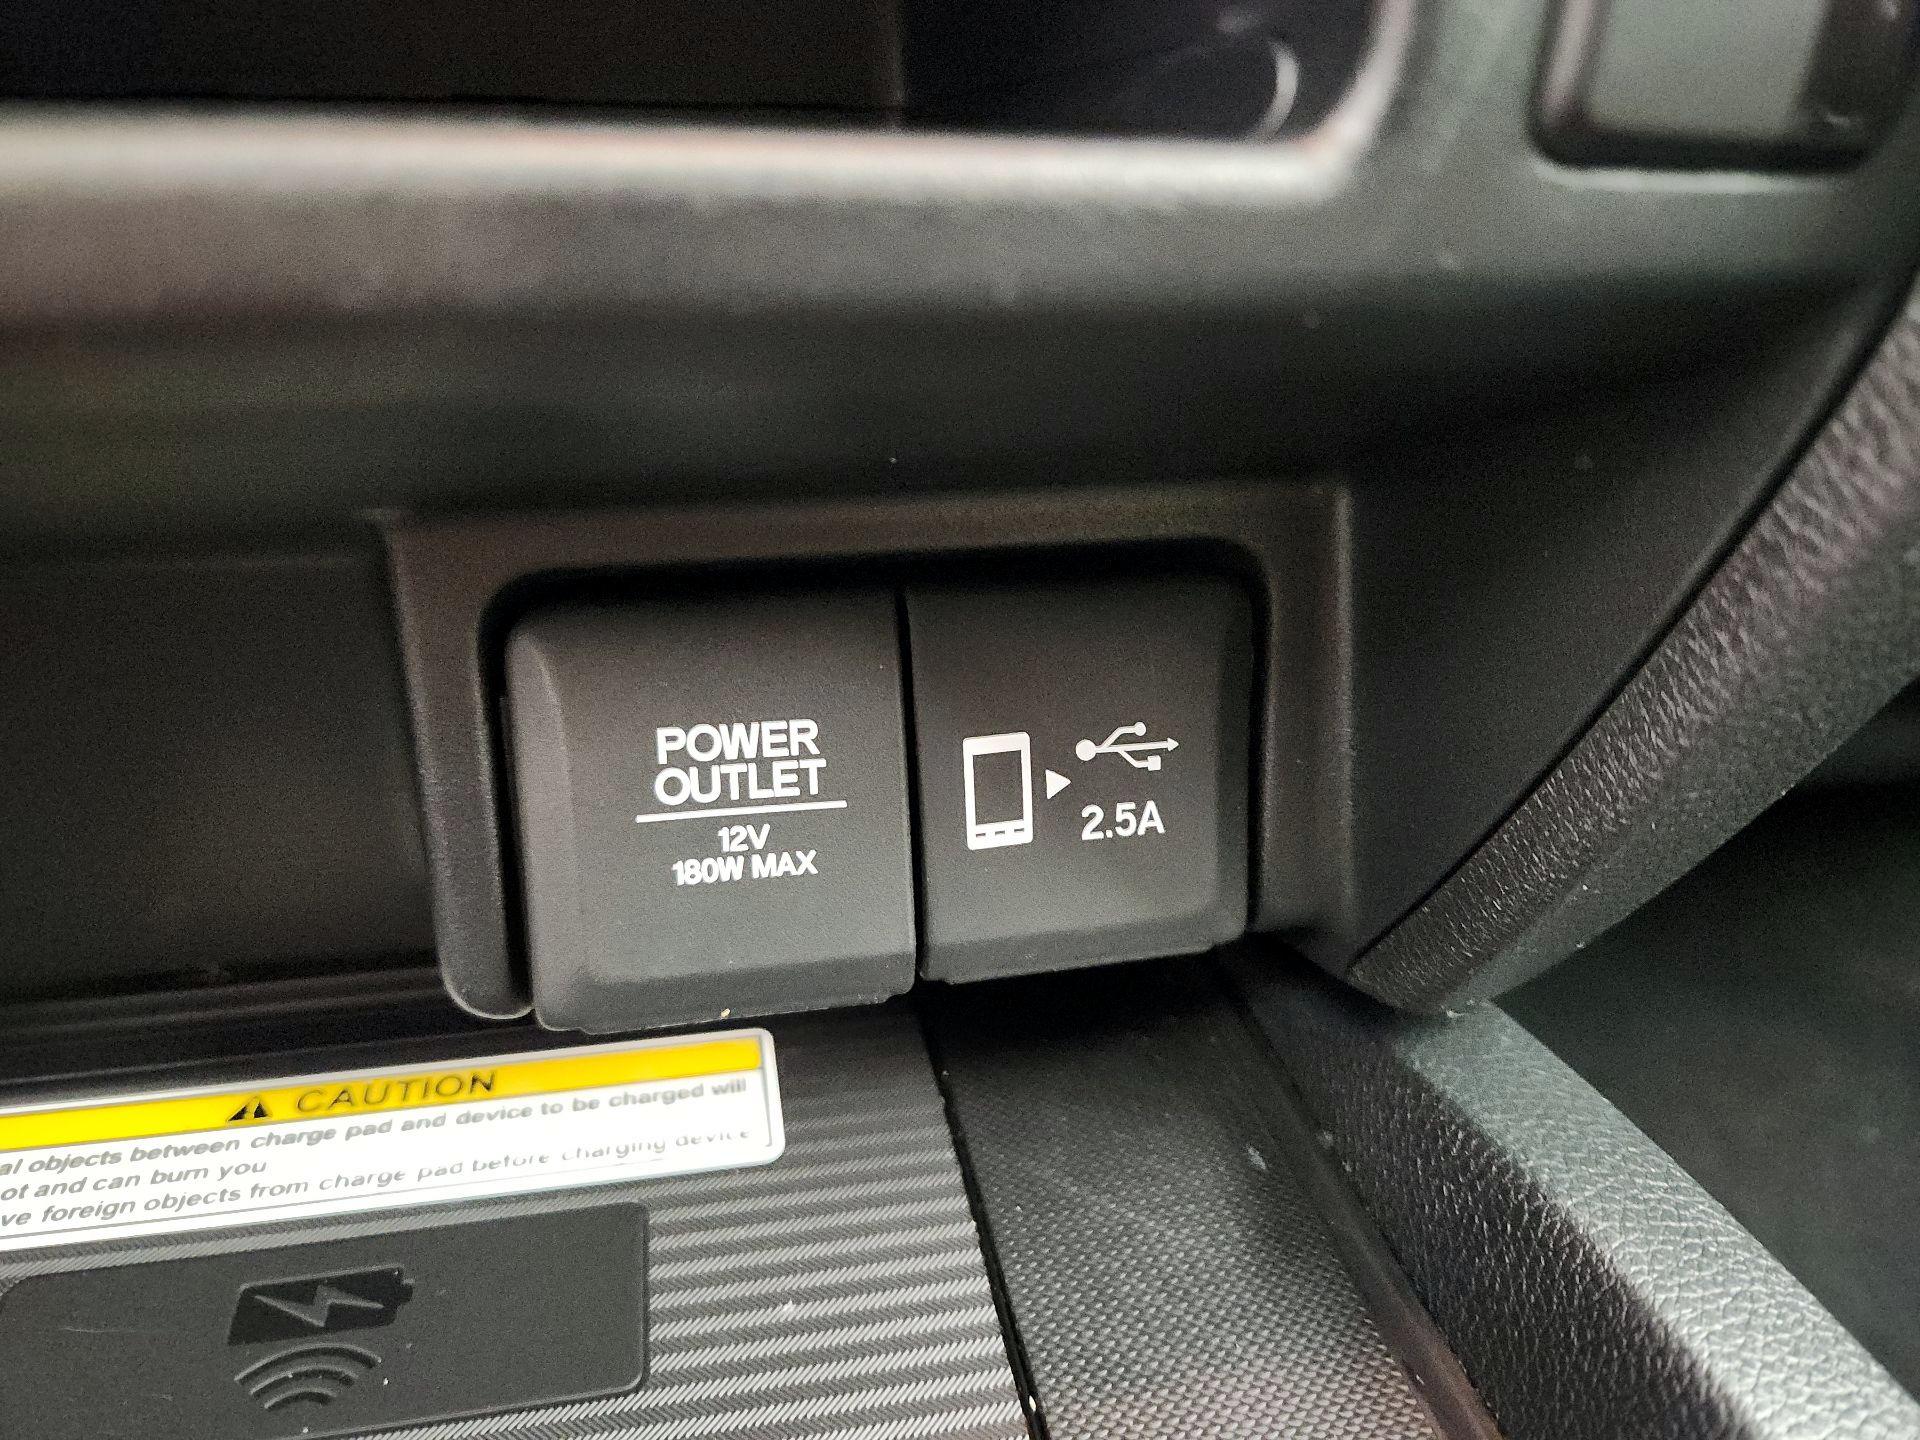 POWER
OUTLET
12V
180W MAX
2.5A
CAUTION
al objects between charge pad and device to be charged will
ot and can burn you
ve foreign objects from charge pad before charging device